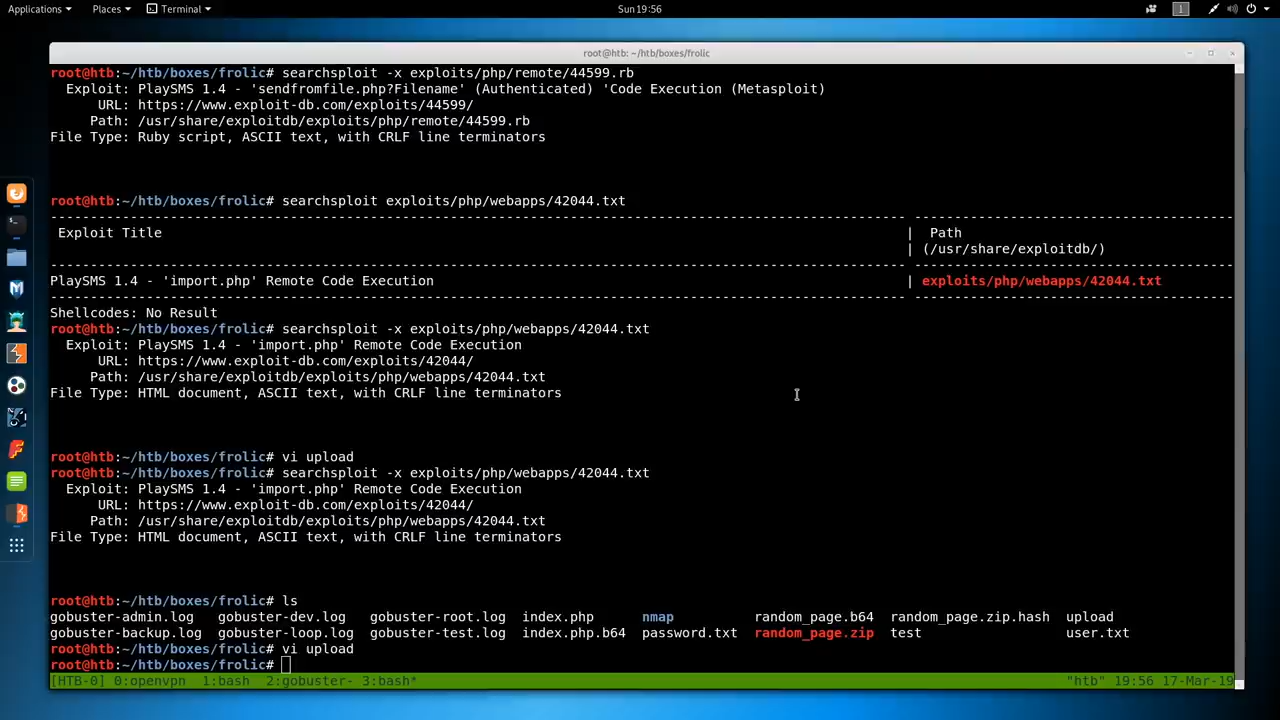 Applications Places Terminal Sun 19:56 1
root@htb: ~/htb/boxes/frolic
root@htb:~/htb/boxes/frolic# searchsploit -x exploits/php/remote/44599.rb
Exploit: PlaySMS 1.4 - 'sendfromfile.php?Filename' (Authenticated) 'Code Execution (Metasploit)
URL: https://www.exploit-db.com/exploits/44599/
Path: /usr/share/exploitdb/exploits/php/remote/44599.rb
File Type: Ruby script, ASCII text, with CRLF line terminators
root@htb:~/htb/boxes/frolic# searchsploit exploits/php/webapps/42044.txt
Exploit Title | Path
| (/usr/share/exploitdb/)
PlaySMS 1.4 - 'import.php' Remote Code Execution | exploits/php/webapps/42044.txt
Shellcodes: No Result
root@htb:~/htb/boxes/frolic# searchsploit -x exploits/php/webapps/42044.txt
Exploit: PlaySMS 1.4 - 'import.php' Remote Code Execution
URL: https://www.exploit-db.com/exploits/42044/
Path: /usr/share/exploitdb/exploits/php/webapps/42044.txt
File Type: HTML document, ASCII text, with CRLF line terminators
root@htb:~/htb/boxes/frolic# vi upload
root@htb:~/htb/boxes/frolic# searchsploit -x exploits/php/webapps/42044.txt
Exploit: PlaySMS 1.4 - 'import.php' Remote Code Execution
URL: https://www.exploit-db.com/exploits/42044/
Path: /usr/share/exploitdb/exploits/php/webapps/42044.txt
File Type: HTML document, ASCII text, with CRLF line terminators
root@htb:~/htb/boxes/frolic# ls
gobuster-admin.log gobuster-dev.log gobuster-root.log index.php nmap random_page.b64 random_page.zip.hash upload
gobuster-backup.log gobuster-loop.log gobuster-test.log index.php.b64 password.txt random_page.zip test user.txt
root@htb:~/htb/boxes/frolic# vi upload
root@htb:~/htb/boxes/frolic#
[HTB-0] 0:openvpn 1:bash 2:gobuster- 3:bash* "htb" 19:56 17-Mar-19